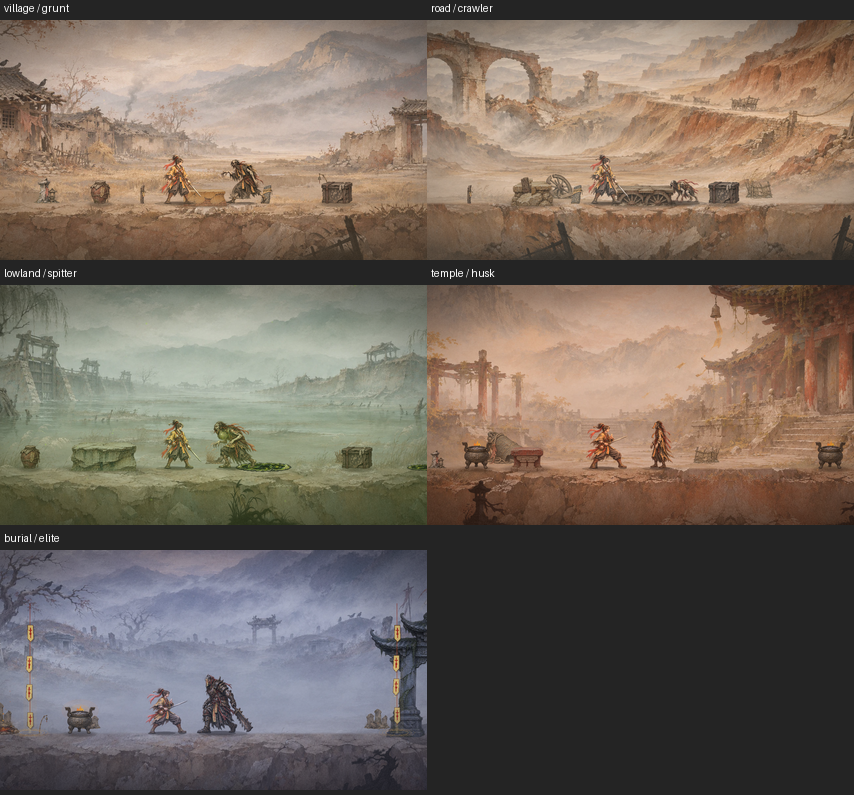 village / grunt
road / crawler
lowland / spitter
temple / husk
burial / elite